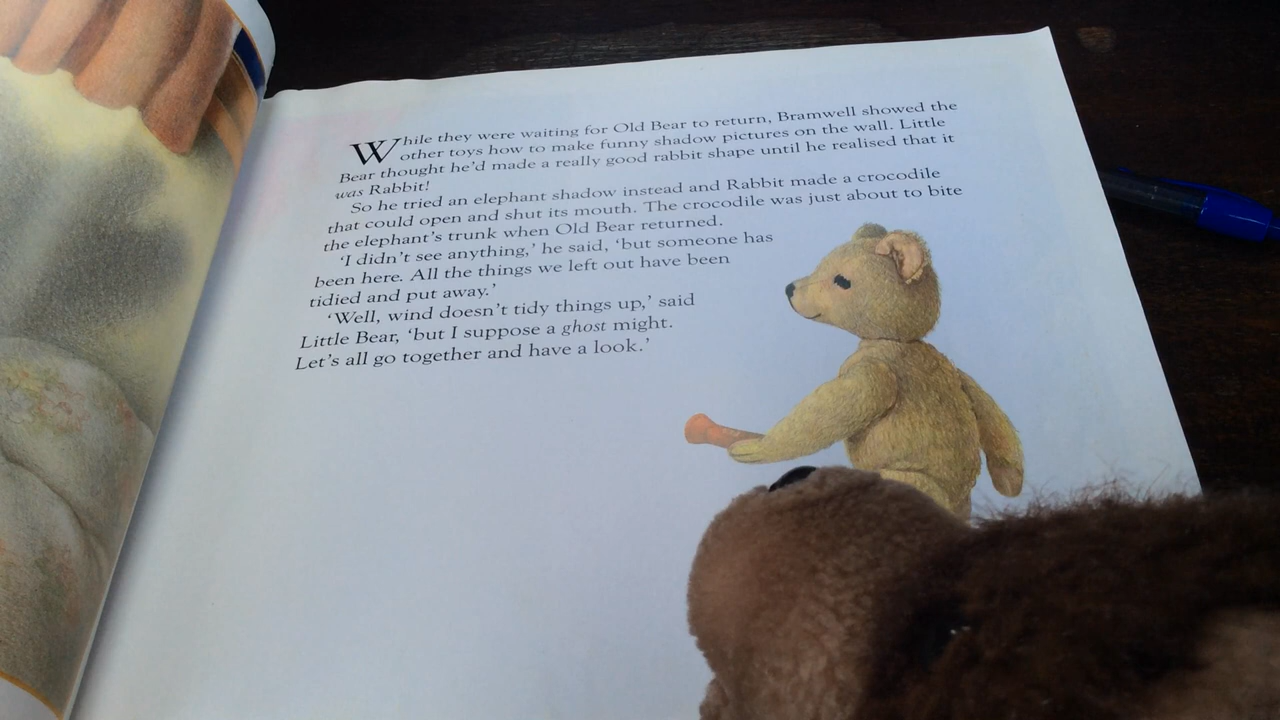 While they were waiting for Old Bear to return, Bramwell showed the
other toys how to make funny shadow pictures on the wall. Little
Bear thought he'd made a really good rabbit shape until he realised that it
was Rabbit!
So he tried an elephant shadow instead and Rabbit made a crocodile
that could open and shut its mouth. The crocodile was just about to bite
the elephant's trunk when Old Bear returned.
‘I didn't see anything,’ he said, ‘but someone has
been here. All the things we left out have been
tidied and put away.’
‘Well, wind doesn't tidy things up,’ said
Little Bear, ‘but I suppose a ghost might.
Let's all go together and have a look.’